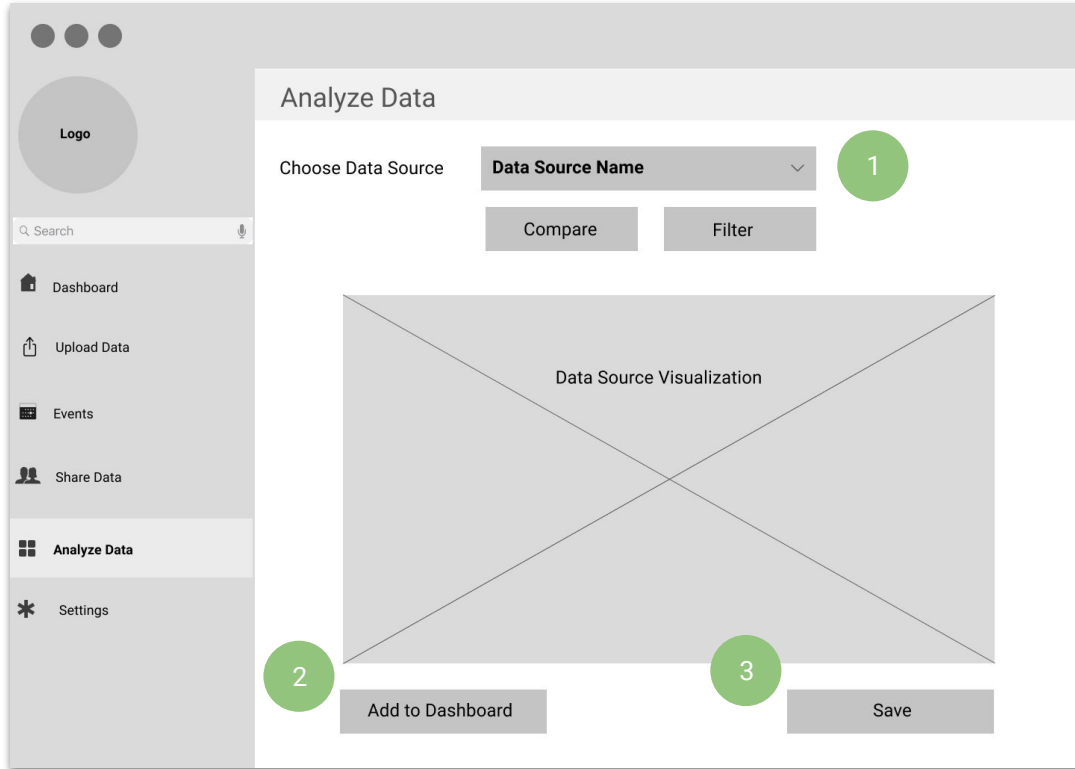 Logo
Search
Dashboard
Upload Data
Events
Share Data
Analyze Data
Settings
Analyze Data
Choose Data Source
Data Source Name
1
Compare
Filter
Data Source Visualization
2
3
Add to Dashboard
Save